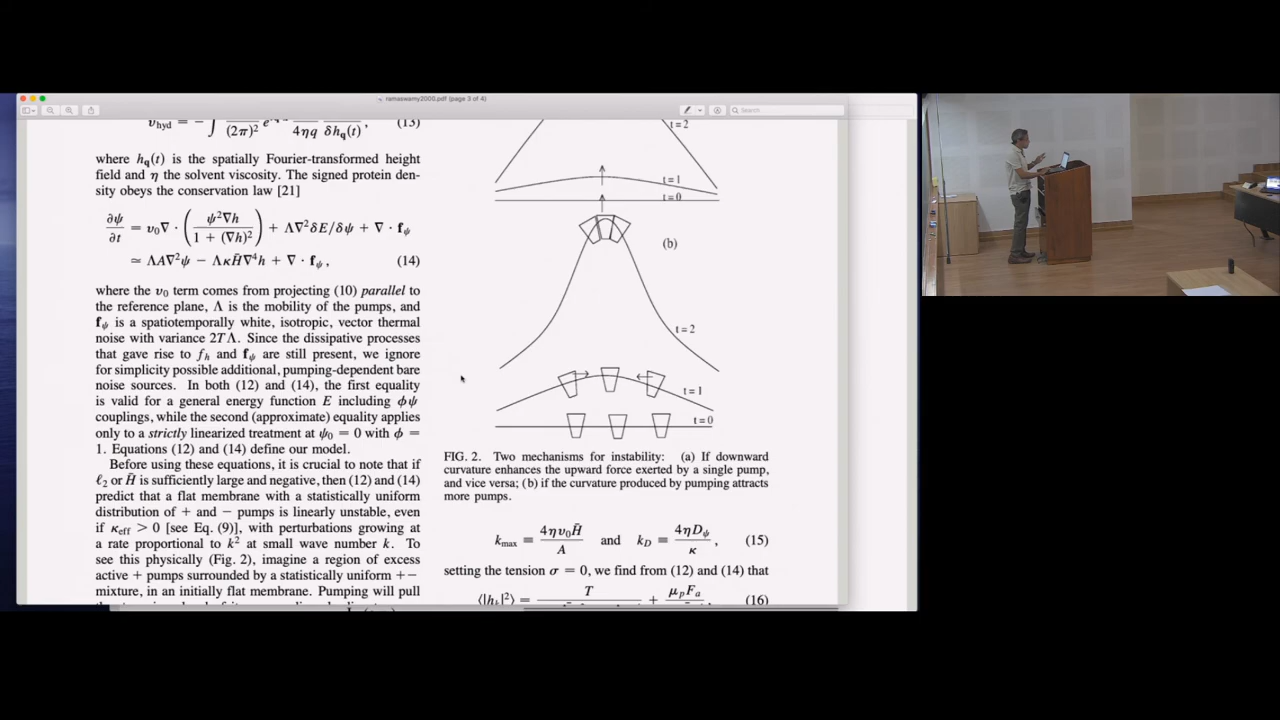 ramaswamy2000.pdf (page 3 of 4)
Search
υ_hyd = − ∫ (2π)² e 4ηq δh_q(t) , (13)
where h_q(t) is the spatially Fourier-transformed height
field and η the solvent viscosity. The signed protein den-
sity obeys the conservation law [21]
∂ψ/∂t = υ₀∇ · (ψ²∇h / 1 + (∇h)²) + Λ∇²δE/δψ + ∇ · f_ψ
≃ ΛA∇²ψ − ΛκH̄∇⁴h + ∇ · f_ψ , (14)
where the υ₀ term comes from projecting (10) parallel to
the reference plane, Λ is the mobility of the pumps, and
f_ψ is a spatiotemporally white, isotropic, vector thermal
noise with variance 2TΛ. Since the dissipative processes
that gave rise to f_h and f_ψ are still present, we ignore
for simplicity possible additional, pumping-dependent bare
noise sources. In both (12) and (14), the first equality
is valid for a general energy function E including ϕψ
couplings, while the second (approximate) equality applies
only to a strictly linearized treatment at ψ₀ = 0 with ϕ =
1. Equations (12) and (14) define our model.
Before using these equations, it is crucial to note that if
ℓ₂ or H̄ is sufficiently large and negative, then (12) and (14)
predict that a flat membrane with a statistically uniform
distribution of + and − pumps is linearly unstable, even
if κ_eff > 0 [see Eq. (9)], with perturbations growing at
a rate proportional to k² at small wave number k. To
see this physically (Fig. 2), imagine a region of excess
active + pumps surrounded by a statistically uniform +−
mixture, in an initially flat membrane. Pumping will pull
t=2
t=1
t=0
(b)
t=2
t=1
t=0
FIG. 2. Two mechanisms for instability: (a) If downward
curvature enhances the upward force exerted by a single pump,
and vice versa; (b) if the curvature produced by pumping attracts
more pumps.
k_max = 4ηυ₀H̄/A and k_D = 4ηD_ψ/κ , (15)
setting the tension σ = 0, we find from (12) and (14) that
⟨|h_k|²⟩ = T + μ_pF_a (16)